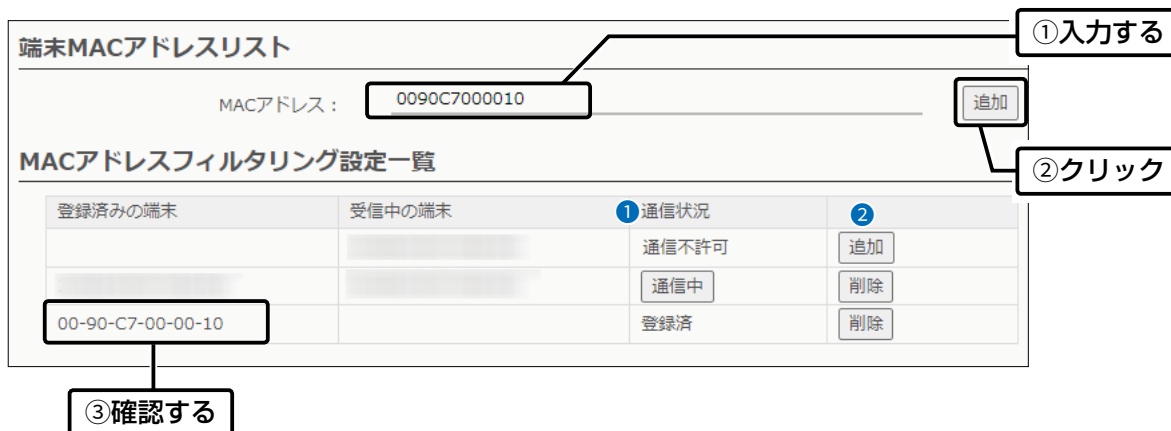 ①入力する
端末MACアドレスリスト
MACアドレス： 0090C7000010 追加
②クリック
MACアドレスフィルタリング設定一覧
登録済みの端末 受信中の端末 ❶通信状況 ❷
通信不許可 追加
通信中 削除
00-90-C7-00-00-10 登録済 削除
③確認する